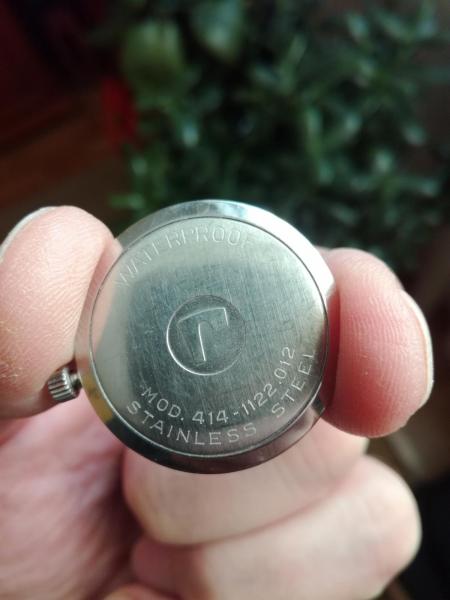 WATERPROOF
MOD. 414-1122.012
STAINLESS STEEL